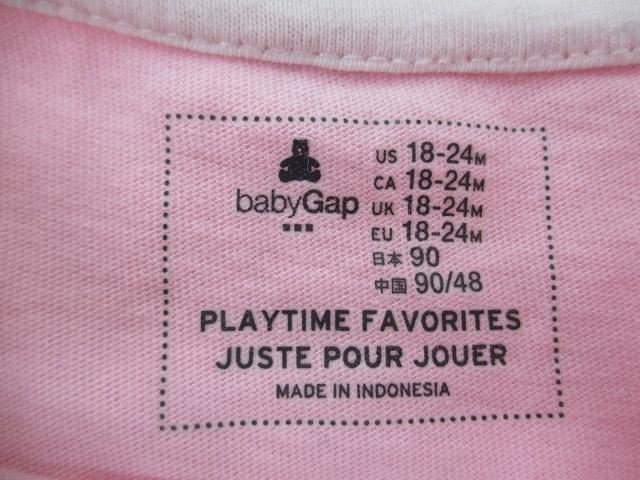 babyGap
US 18-24M
CA 18-24M
UK 18-24M
EU 18-24M
日本 90
中国 90/48
PLAYTIME FAVORITES
JUSTE POUR JOUER
MADE IN INDONESIA